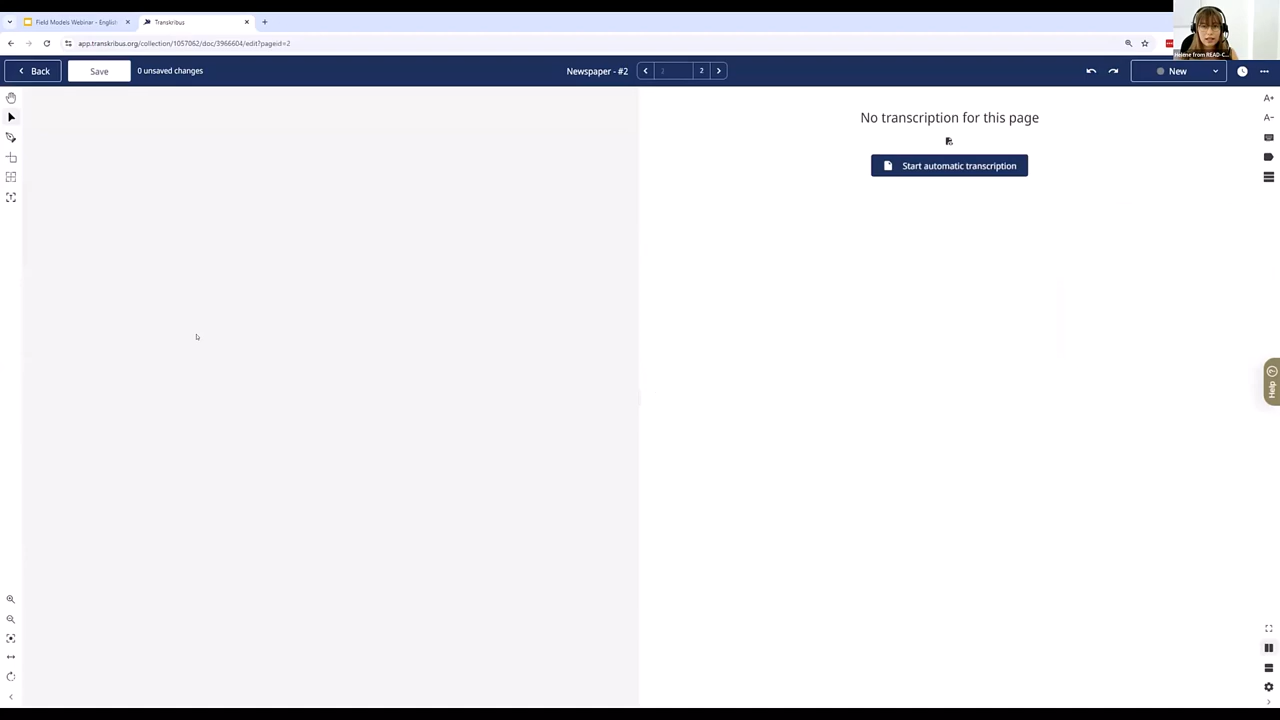 Field Models Webinar - English
Transkribus
app.transkribus.org/collection/1057062/doc/3966604/edit?pageid=2
Back
Save
0 unsaved changes
Newspaper - #2
2
New
No transcription for this page
Start automatic transcription
A+
A-
Help